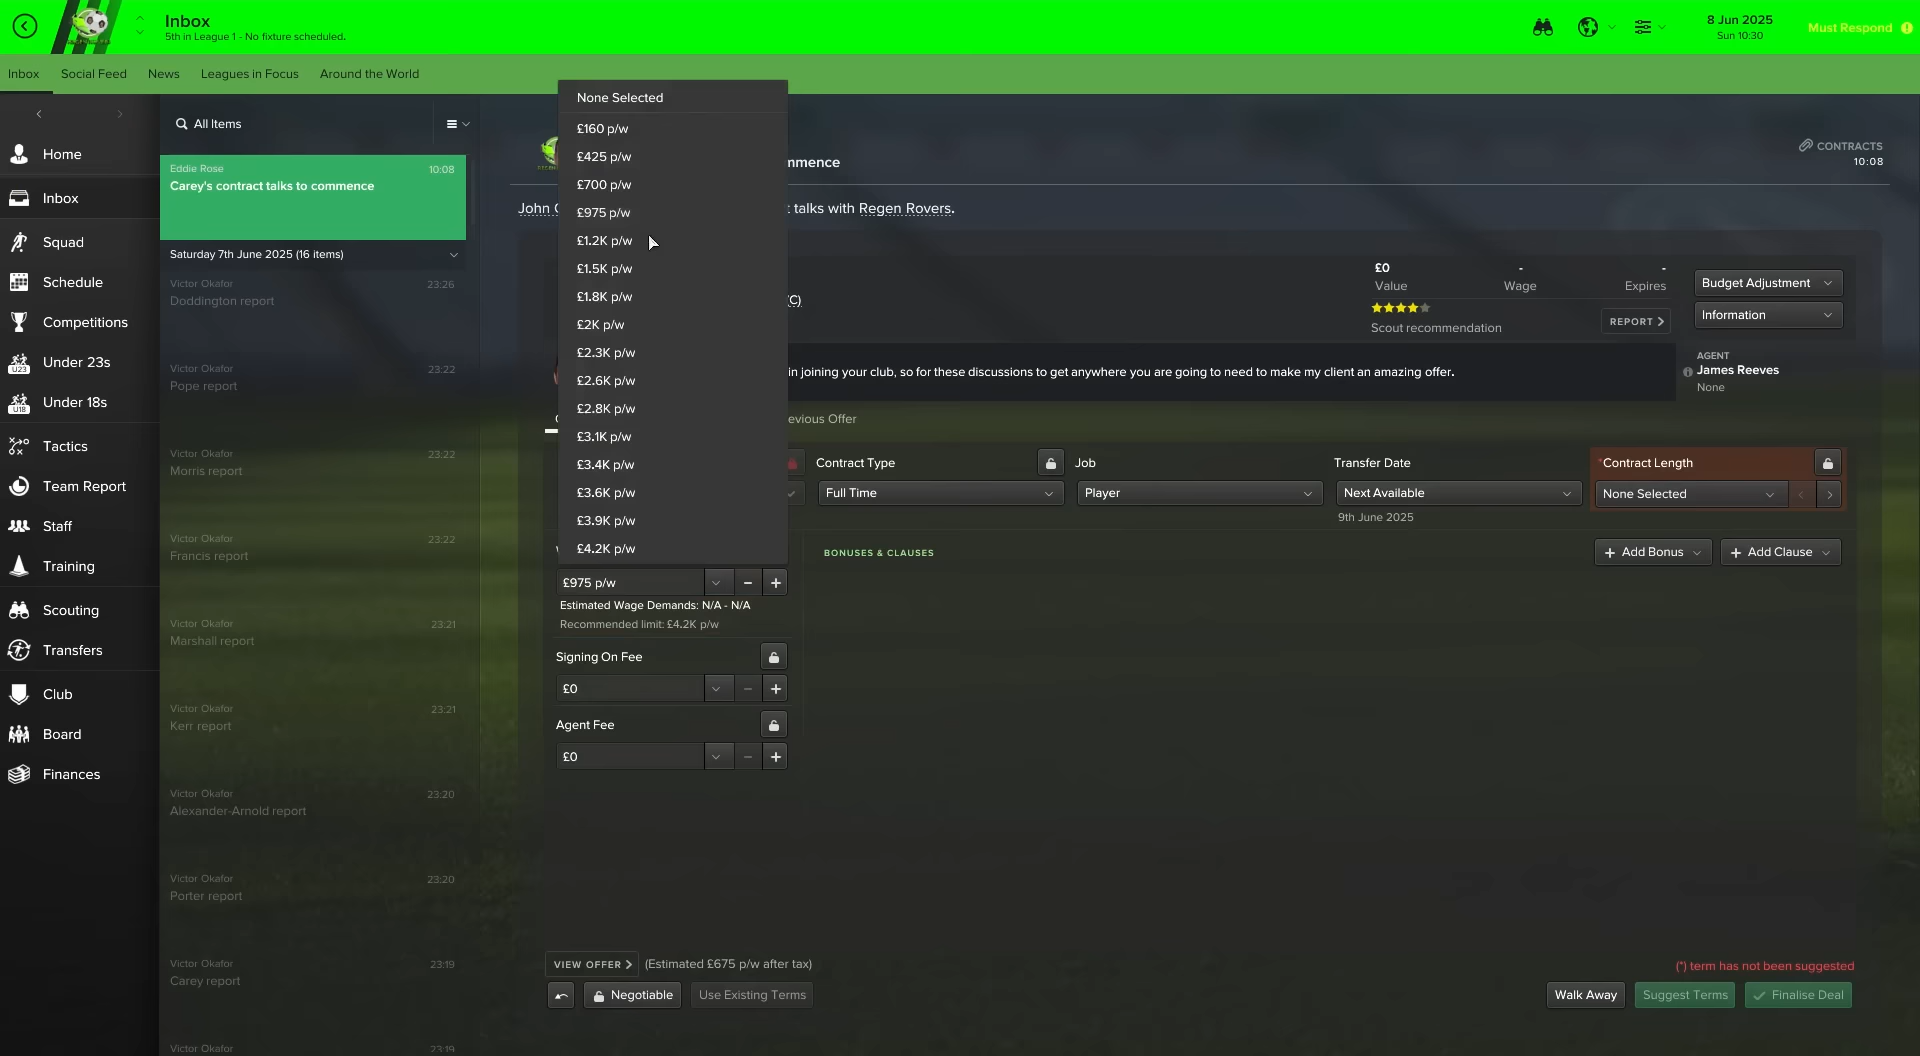 Inbox
5th in League 1 - No fixture scheduled.
8 Jun 2025
Sun 10:30
Must Respond
Inbox
Social Feed
News
Leagues in Focus
Around the World
Home
Inbox
Squad
Schedule
Competitions
U23
Under 23s
U18
Under 18s
Tactics
Team Report
Staff
Training
Scouting
Transfers
Club
Board
Finances
All Items
Eddie Rose
10:08
Carey's contract talks to commence
Saturday 7th June 2025 (16 items)
Victor Okafor
23:26
Doddington report
Victor Okafor
23:22
Pope report
Victor Okafor
23:22
Morris report
Victor Okafor
23:22
Francis report
Victor Okafor
23:21
Marshall report
Victor Okafor
23:21
Kerr report
Victor Okafor
23:20
Alexander-Arnold report
Victor Okafor
23:20
Porter report
Victor Okafor
23:19
Carey report
Victor Okafor
23:19
None Selected
£160 p/w
£425 p/w
£700 p/w
£975 p/w
£1.2K p/w
£1.5K p/w
£1.8K p/w
£2K p/w
£2.3K p/w
£2.6K p/w
£2.8K p/w
£3.1K p/w
£3.4K p/w
£3.6K p/w
£3.9K p/w
£4.2K p/w
mmence
CONTRACTS
10:08
John
talks with Regen Rovers.
(C)
£0
Value
-
Wage
-
Expires
Scout recommendation
REPORT
Budget Adjustment
Information
in joining your club, so for these discussions to get anywhere you are going to need to make my client an amazing offer.
AGENT
James Reeves
None
evious Offer
Contract Type
Full Time
Job
Player
Transfer Date
Next Available
9th June 2025
*Contract Length
None Selected
BONUSES & CLAUSES
+ Add Bonus
+ Add Clause
£975 p/w
Estimated Wage Demands: N/A - N/A
Recommended limit: £4.2K p/w
Signing On Fee
£0
Agent Fee
£0
VIEW OFFER
(Estimated £675 p/w after tax)
Negotiable
Use Existing Terms
(*) term has not been suggested
Walk Away
Suggest Terms
Finalise Deal